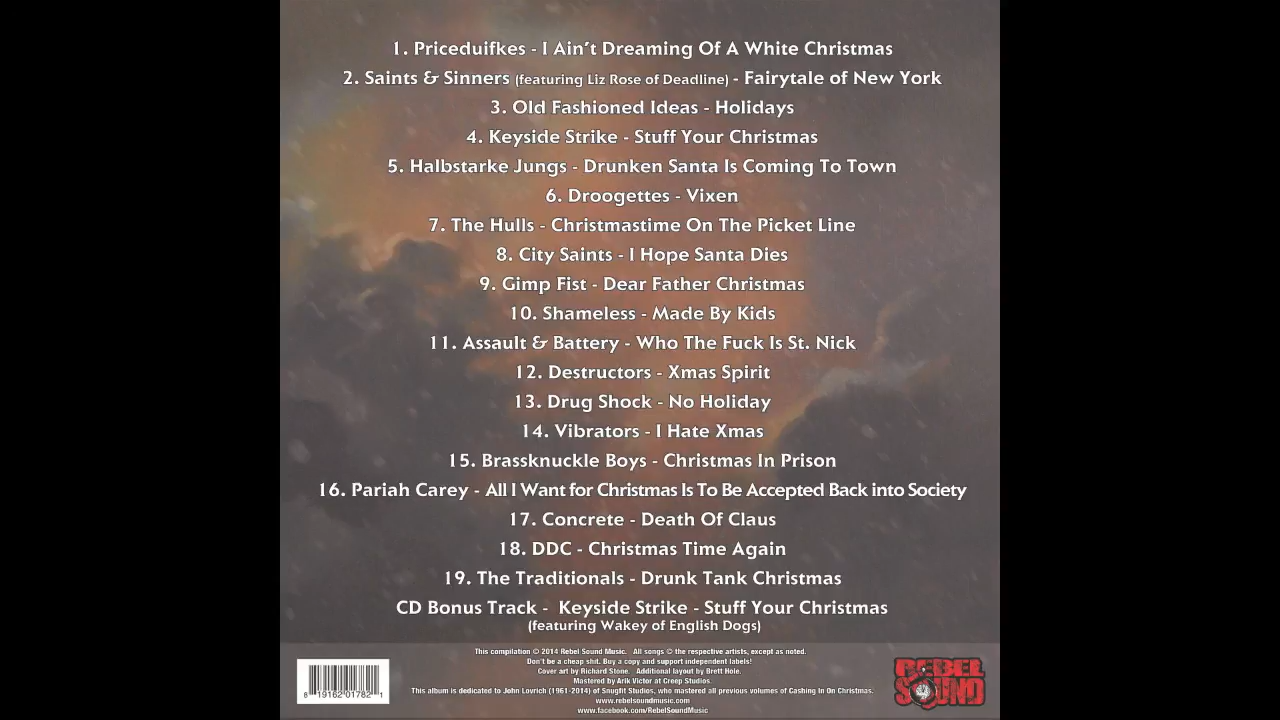 1. Priceduifkes - I Ain't Dreaming Of A White Christmas
2. Saints & Sinners (featuring Liz Rose of Deadline) - Fairytale of New York
3. Old Fashioned Ideas - Holidays
4. Keyside Strike - Stuff Your Christmas
5. Halbstarke Jungs - Drunken Santa Is Coming To Town
6. Droogettes - Vixen
7. The Hulls - Christmastime On The Picket Line
8. City Saints - I Hope Santa Dies
9. Gimp Fist - Dear Father Christmas
10. Shameless - Made By Kids
11. Assault & Battery - Who The Fuck Is St. Nick
12. Destructors - Xmas Spirit
13. Drug Shock - No Holiday
14. Vibrators - I Hate Xmas
15. Brassknuckle Boys - Christmas In Prison
16. Pariah Carey - All I Want for Christmas Is To Be Accepted Back into Society
17. Concrete - Death Of Claus
18. DDC - Christmas Time Again
19. The Traditionals - Drunk Tank Christmas
CD Bonus Track - Keyside Strike - Stuff Your Christmas
(featuring Wakey of English Dogs)
This compilation © 2014 Rebel Sound Music. All songs © the respective artists, except as noted.
Don't be a cheap shit. Buy a copy and support independent labels!
Cover art by Richard Stone. Additional layout by Brett Hole.
Mastered by Arik Victor at Creep Studios.
This album is dedicated to John Lovrich (1961-2014) of Snugfit Studios, who mastered all previous volumes of Cashing In On Christmas.
www.rebelsoundmusic.com
www.facebook.com/RebelSoundMusic
8 19162 01782 1
REBEL
SOUND